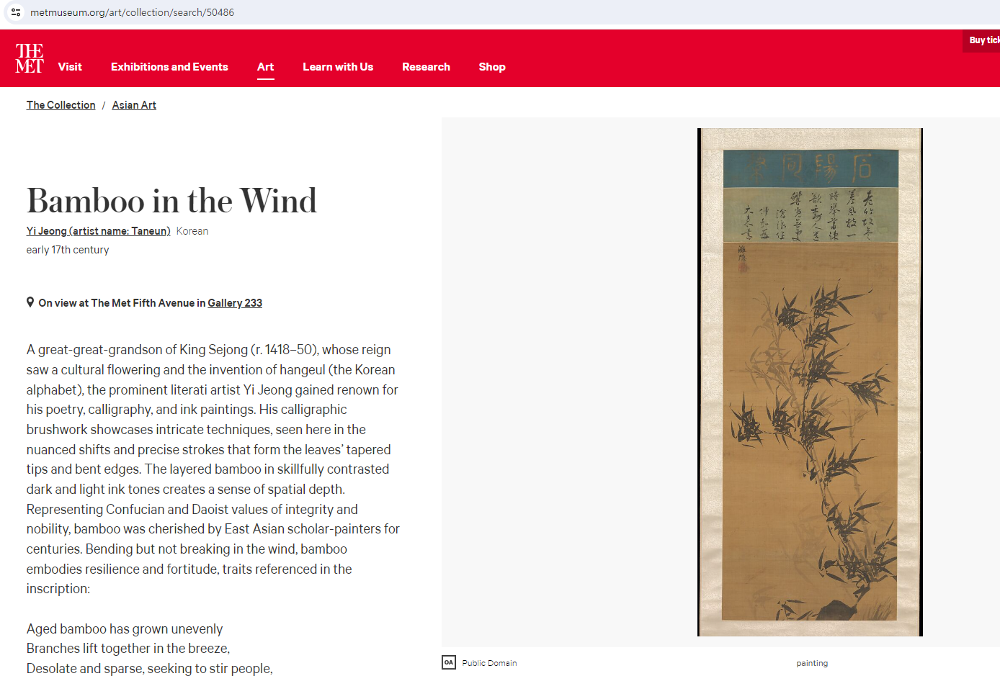 metmuseum.org/art/collection/search/50486
Buy tick
THE
MET
Visit
Exhibitions and Events
Art
Learn with Us
Research
Shop
The Collection / Asian Art
Bamboo in the Wind
Yi Jeong (artist name: Taneun) Korean
early 17th century
On view at The Met Fifth Avenue in Gallery 233
A great-great-grandson of King Sejong (r. 1418–50), whose reign
saw a cultural flowering and the invention of hangeul (the Korean
alphabet), the prominent literati artist Yi Jeong gained renown for
his poetry, calligraphy, and ink paintings. His calligraphic
brushwork showcases intricate techniques, seen here in the
nuanced shifts and precise strokes that form the leaves’ tapered
tips and bent edges. The layered bamboo in skillfully contrasted
dark and light ink tones creates a sense of spatial depth.
Representing Confucian and Daoist values of integrity and
nobility, bamboo was cherished by East Asian scholar-painters for
centuries. Bending but not breaking in the wind, bamboo
embodies resilience and fortitude, traits referenced in the
inscription:
Aged bamboo has grown unevenly
Branches lift together in the breeze,
Desolate and sparse, seeking to stir people,
OA Public Domain
painting